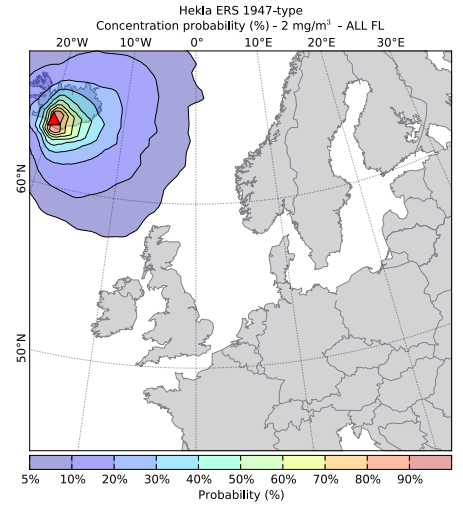 Hekla ERS 1947-type
Concentration probability (%) - 2 mg/m³ - ALL FL
20°W 10°W 0° 10°E 20°E 30°E
60°N
50°N
5% 10% 20% 30% 40% 50% 60% 70% 80% 90%
Probability (%)